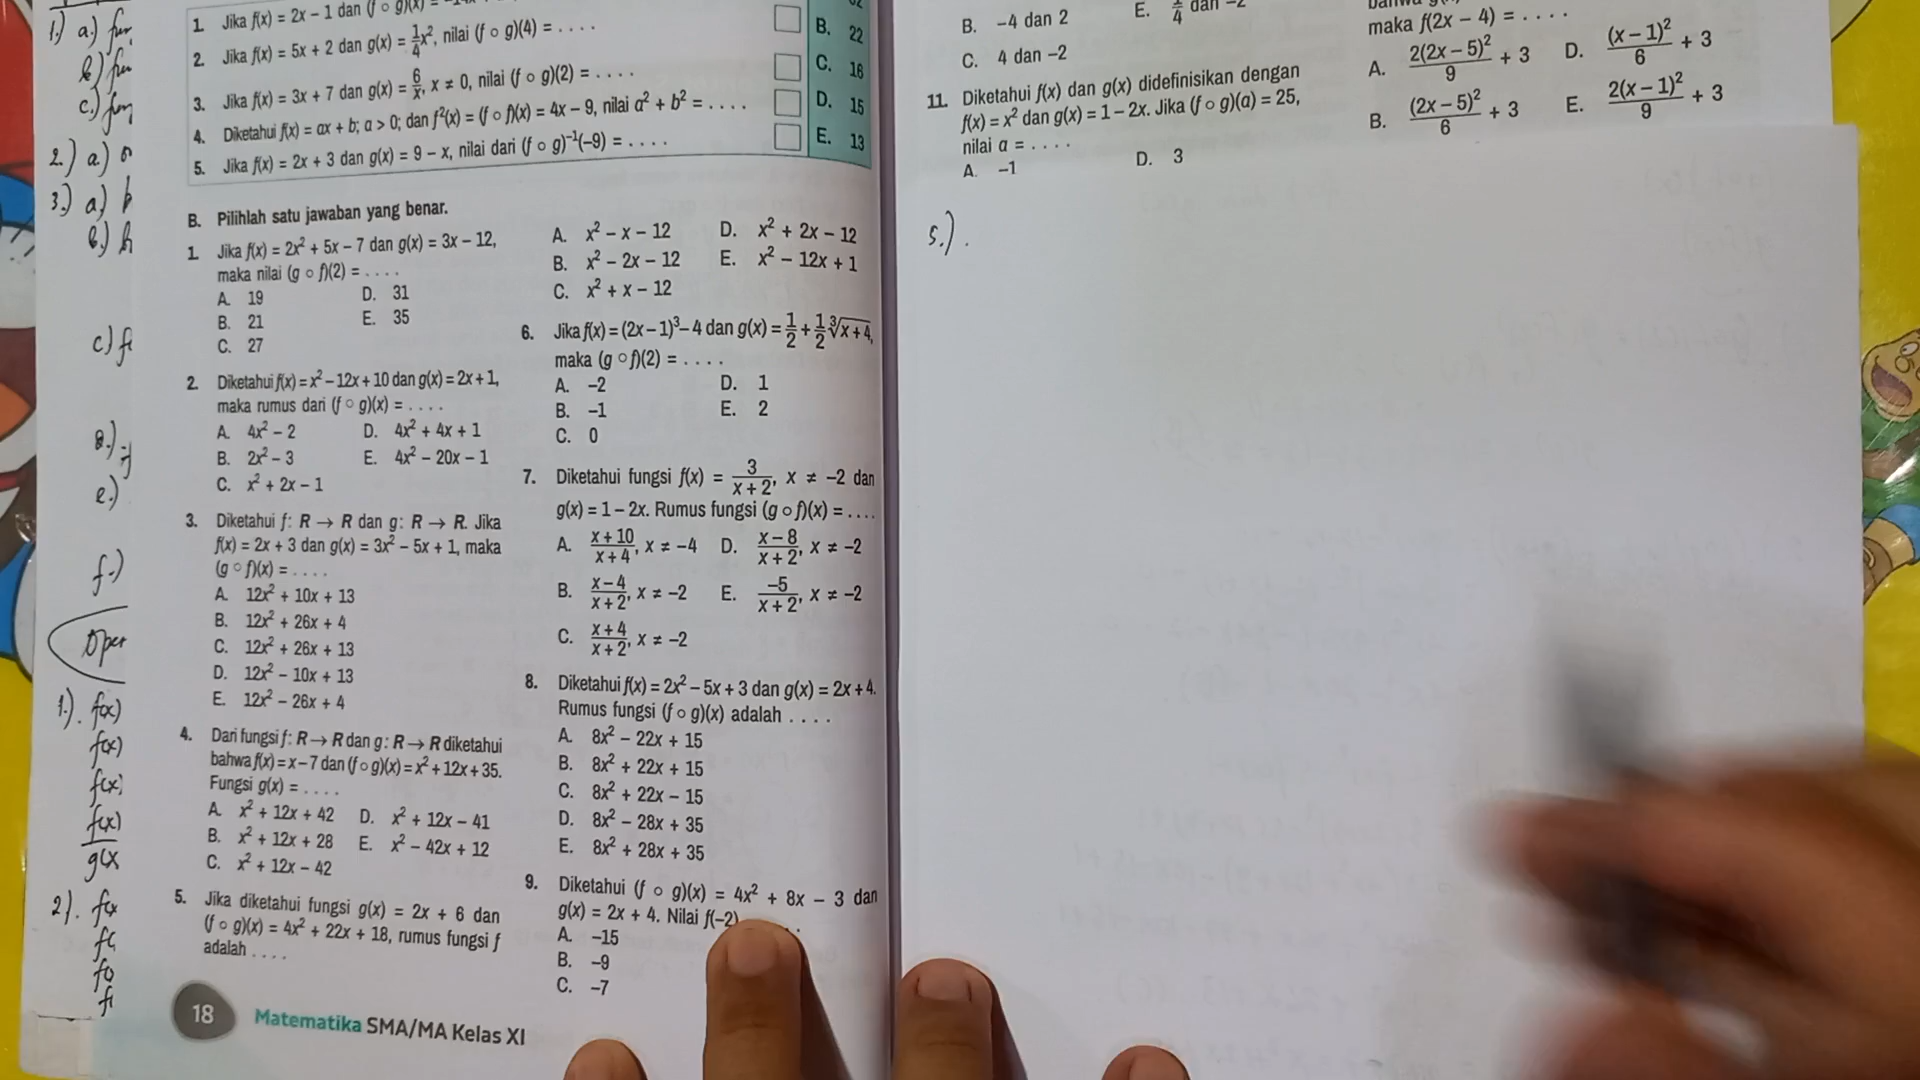 1.) a.)
b.)
c.)
2.) a)
3.) a)
b.)
c)
e.)
f.)
Oper
1.). f(x)
f(x)
f(x)
f(x)
g(x
2).
1. Jika f(x) = 2x – 1 dan
2. Jika f(x) = 5x + 2 dan g(x) = 1/4x², nilai (f ∘ g)(4) = . . . .
3. Jika f(x) = 3x + 7 dan g(x) = 6/x, x ≠ 0, nilai (f ∘ g)(2) = . . . .
4. Diketahui f(x) = ax + b; a > 0; dan f²(x) = (f ∘ f)(x) = 4x – 9, nilai a² + b² = . . . .
5. Jika f(x) = 2x + 3 dan g(x) = 9 – x, nilai dari (f ∘ g)⁻¹(–9) = . . . .
B. 22
C. 16
D. 15
E. 13
B. Pilihlah satu jawaban yang benar.
1. Jika f(x) = 2x² + 5x – 7 dan g(x) = 3x – 12,
maka nilai (g ∘ f)(2) = . . . .
A. 19 D. 31
B. 21 E. 35
C. 27
2. Diketahui f(x) = x² – 12x + 10 dan g(x) = 2x + 1,
maka rumus dari (f ∘ g)(x) = . . . .
A. 4x² – 2 D. 4x² + 4x + 1
B. 2x² – 3 E. 4x² – 20x – 1
C. x² + 2x – 1
3. Diketahui f: R → R dan g: R → R. Jika
f(x) = 2x + 3 dan g(x) = 3x² – 5x + 1, maka
(g ∘ f)(x) = . . . .
A. 12x² + 10x + 13
B. 12x² + 26x + 4
C. 12x² + 26x + 13
D. 12x² – 10x + 13
E. 12x² – 26x + 4
4. Dari fungsi f: R → R dan g: R → R diketahui
bahwa f(x) = x – 7 dan (f ∘ g)(x) = x² + 12x + 35.
Fungsi g(x) = . . . .
A. x² + 12x + 42 D. x² + 12x – 41
B. x² + 12x + 28 E. x² – 42x + 12
C. x² + 12x – 42
5. Jika diketahui fungsi g(x) = 2x + 6 dan
(f ∘ g)(x) = 4x² + 22x + 18, rumus fungsi f
adalah . . . .
A. x² – x – 12 D. x² + 2x – 12
B. x² – 2x – 12 E. x² – 12x + 1
C. x² + x – 12
6. Jika f(x) = (2x – 1)³ – 4 dan g(x) = 1/2 + 1/2 ∛(x + 4),
maka (g ∘ f)(2) = . . . .
A. –2 D. 1
B. –1 E. 2
C. 0
7. Diketahui fungsi f(x) = 3/(x + 2), x ≠ –2 dan
g(x) = 1 – 2x. Rumus fungsi (g ∘ f)(x) = . . . .
A. (x + 10)/(x + 4), x ≠ –4 D. (x – 8)/(x + 2), x ≠ –2
B. (x – 4)/(x + 2), x ≠ –2 E. –5/(x + 2), x ≠ –2
C. (x + 4)/(x + 2), x ≠ –2
8. Diketahui f(x) = 2x² – 5x + 3 dan g(x) = 2x + 4.
Rumus fungsi (f ∘ g)(x) adalah . . . .
A. 8x² – 22x + 15
B. 8x² + 22x + 15
C. 8x² + 22x – 15
D. 8x² – 28x + 35
E. 8x² + 28x + 35
9. Diketahui (f ∘ g)(x) = 4x² + 8x – 3 dan
g(x) = 2x + 4. Nilai f(–2)
A. –15
B. –9
C. –7
18 Matematika SMA/MA Kelas XI
B. –4 dan 2
C. 4 dan –2
11. Diketahui f(x) dan g(x) didefinisikan dengan
f(x) = x² dan g(x) = 1 – 2x. Jika (f ∘ g)(a) = 25,
nilai a = . . . .
A. –1 D. 3
maka f(2x – 4) = . . . .
A. 2(2x – 5)²/9 + 3 D. (x – 1)²/6 + 3
B. (2x – 5)²/6 + 3 E. 2(x – 1)²/9 + 3
5.).